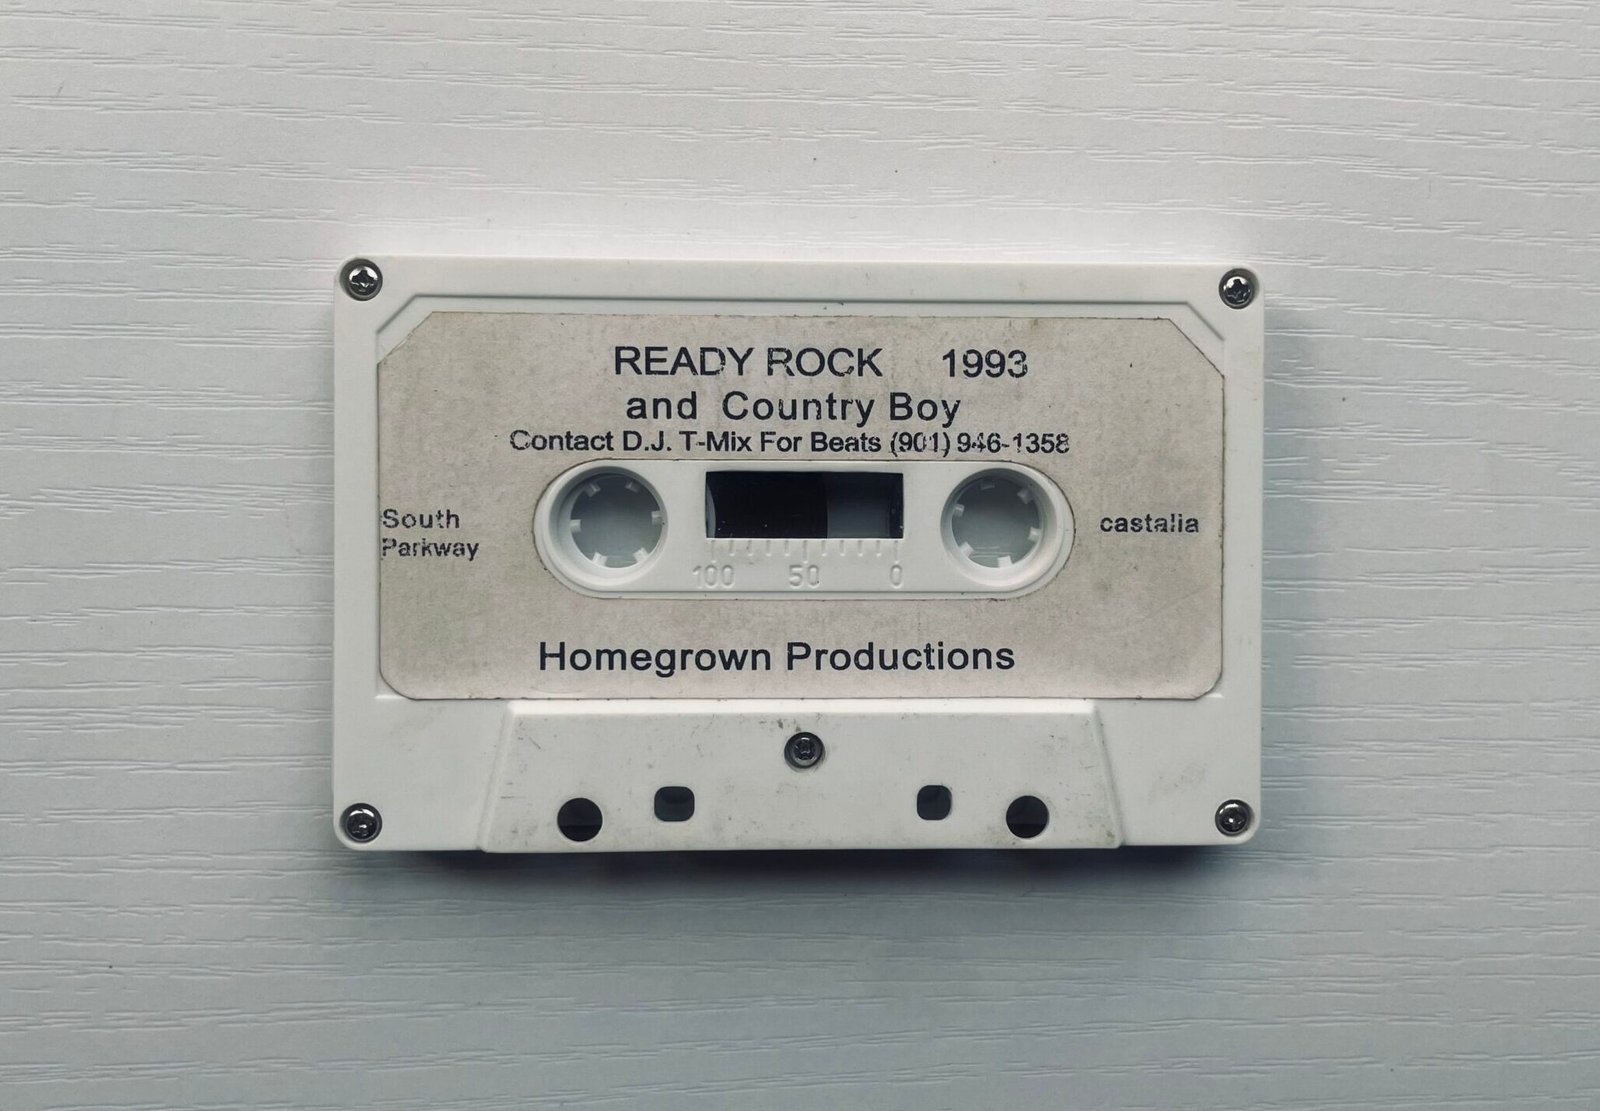 READY ROCK 1993
and Country Boy
Contact D.J. T-Mix For Beats (901) 946-1358
South
Parkway
castalia
100 50 0
Homegrown Productions